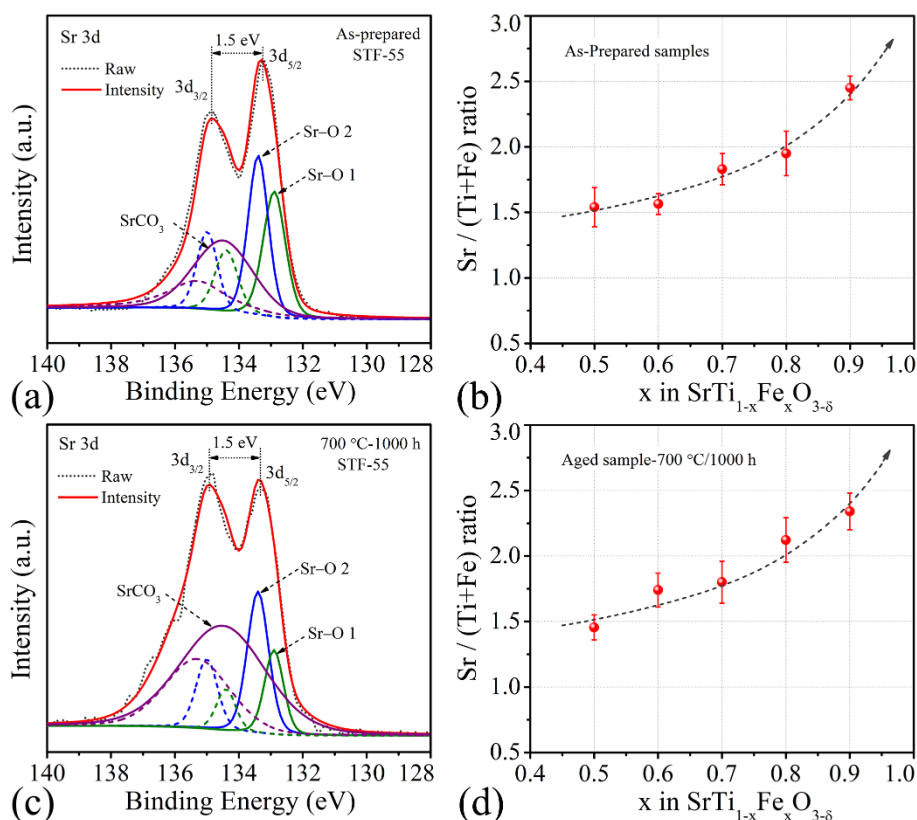 Sr 3d
1.5 eV
As-prepared
STF-55
Raw
Intensity
3d3/2
3d5/2
Sr–O 2
Sr–O 1
SrCO3
Intensity (a.u.)
140 138 136 134 132 130 128
Binding Energy (eV)
(a)
As-Prepared samples
Sr / (Ti+Fe) ratio
3.0
2.5
2.0
1.5
1.0
0.5
0.4 0.5 0.6 0.7 0.8 0.9 1.0
x in SrTi1-xFexO3-δ
(b)
Sr 3d
1.5 eV
700 °C-1000 h
STF-55
Raw
Intensity
3d3/2
3d5/2
Sr–O 2
Sr–O 1
SrCO3
Intensity (a.u.)
140 138 136 134 132 130 128
Binding Energy (eV)
(c)
Aged sample-700 °C/1000 h
Sr / (Ti+Fe) ratio
3.0
2.5
2.0
1.5
1.0
0.5
0.4 0.5 0.6 0.7 0.8 0.9 1.0
x in SrTi1-xFexO3-δ
(d)